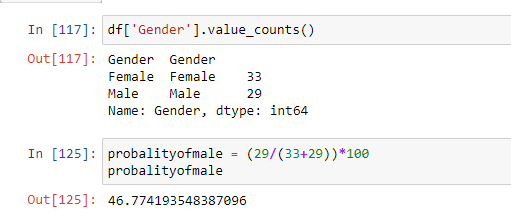 In [117]: df['Gender'].value_counts()
Out[117]: Gender  Gender
Female  Female    33
Male    Male      29
Name: Gender, dtype: int64
In [125]: probalityofmale = (29/(33+29))*100
probalityofmale
Out[125]: 46.774193548387096